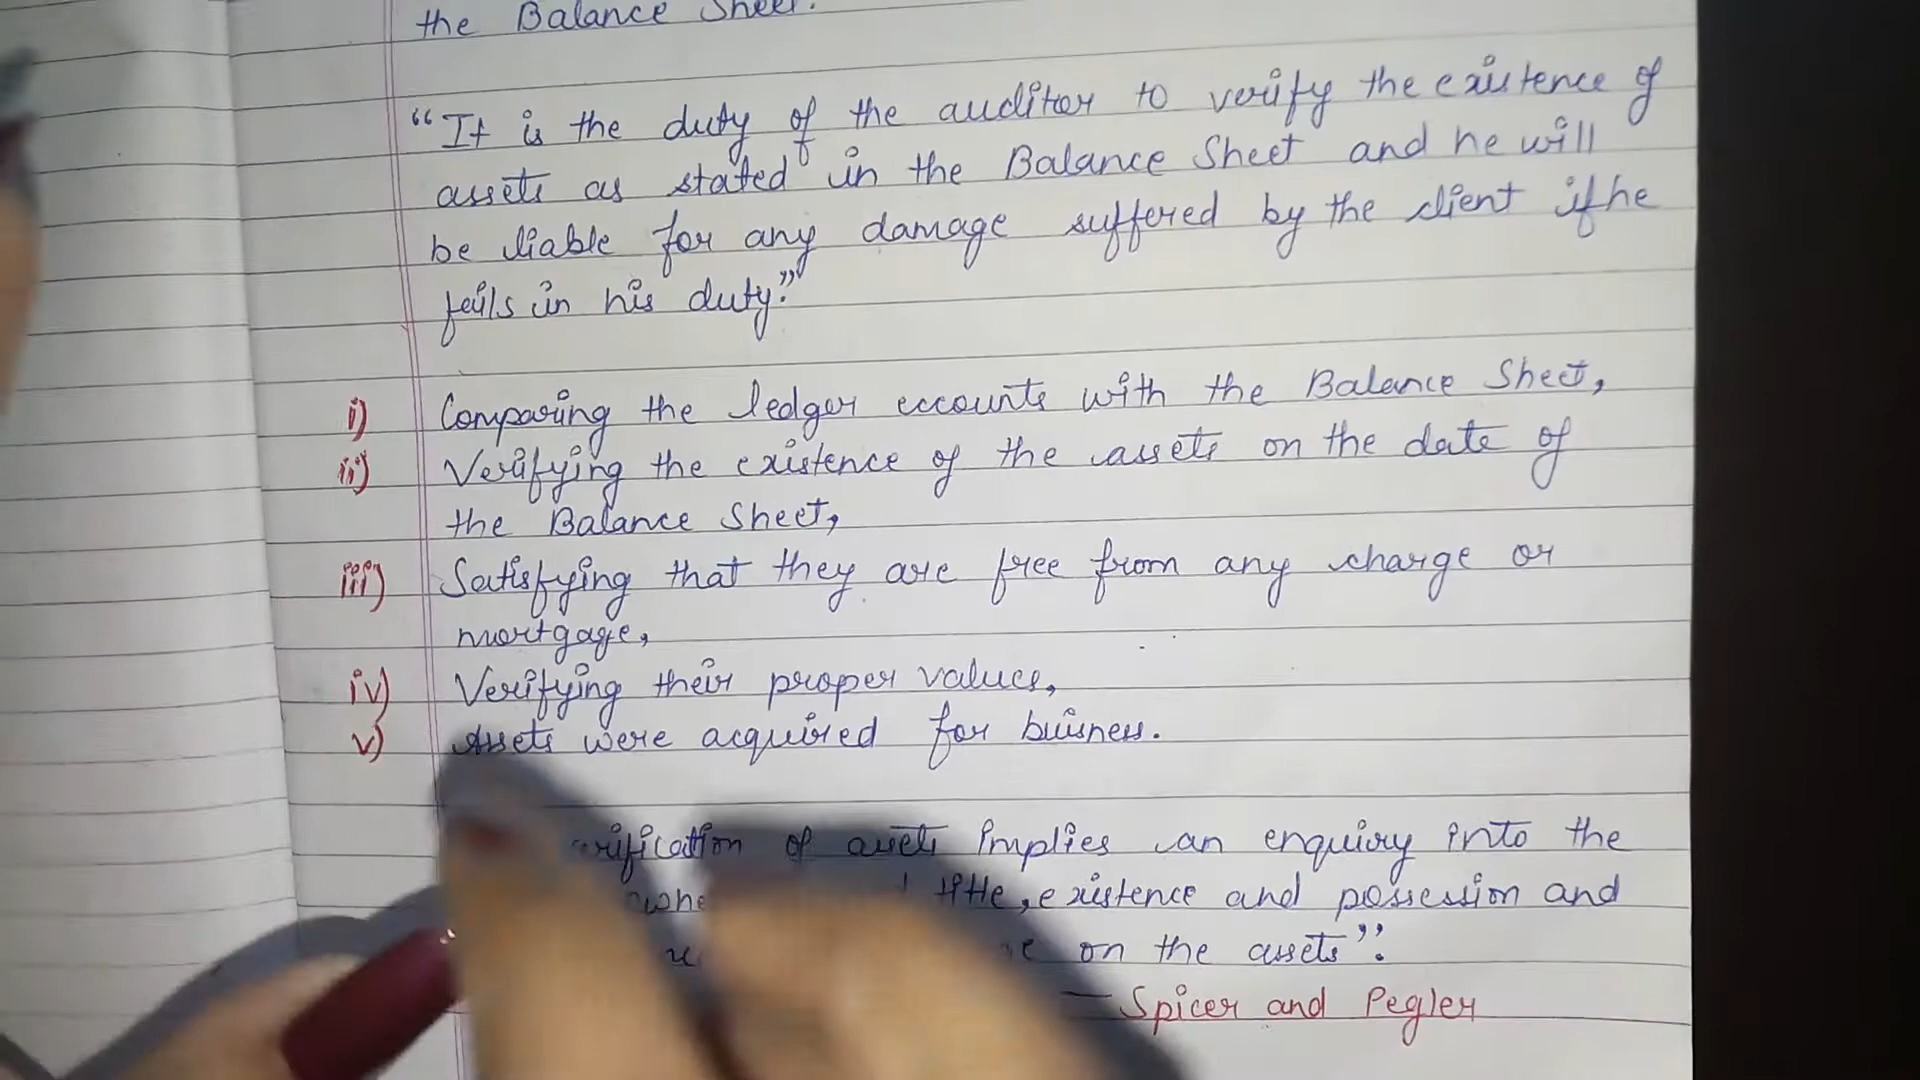 the Balance Sheet.
“It is the duty of the auditor to verify the existence of
assets as stated in the Balance Sheet and he will
be liable for any damage suffered by the client if he
fails in his duty.”
i) Comparing the ledger accounts with the Balance Sheet,
ii) Verifying the existence of the assets on the date of
the Balance Sheet,
iii) Satisfying that they are free from any charge or
mortgage,
iv) Verifying their proper values,
v) Assets were acquired for buisness.
of assets implies an enquiry into the
title, existence and possession and
on the assets”.
— Spicer and Pegler